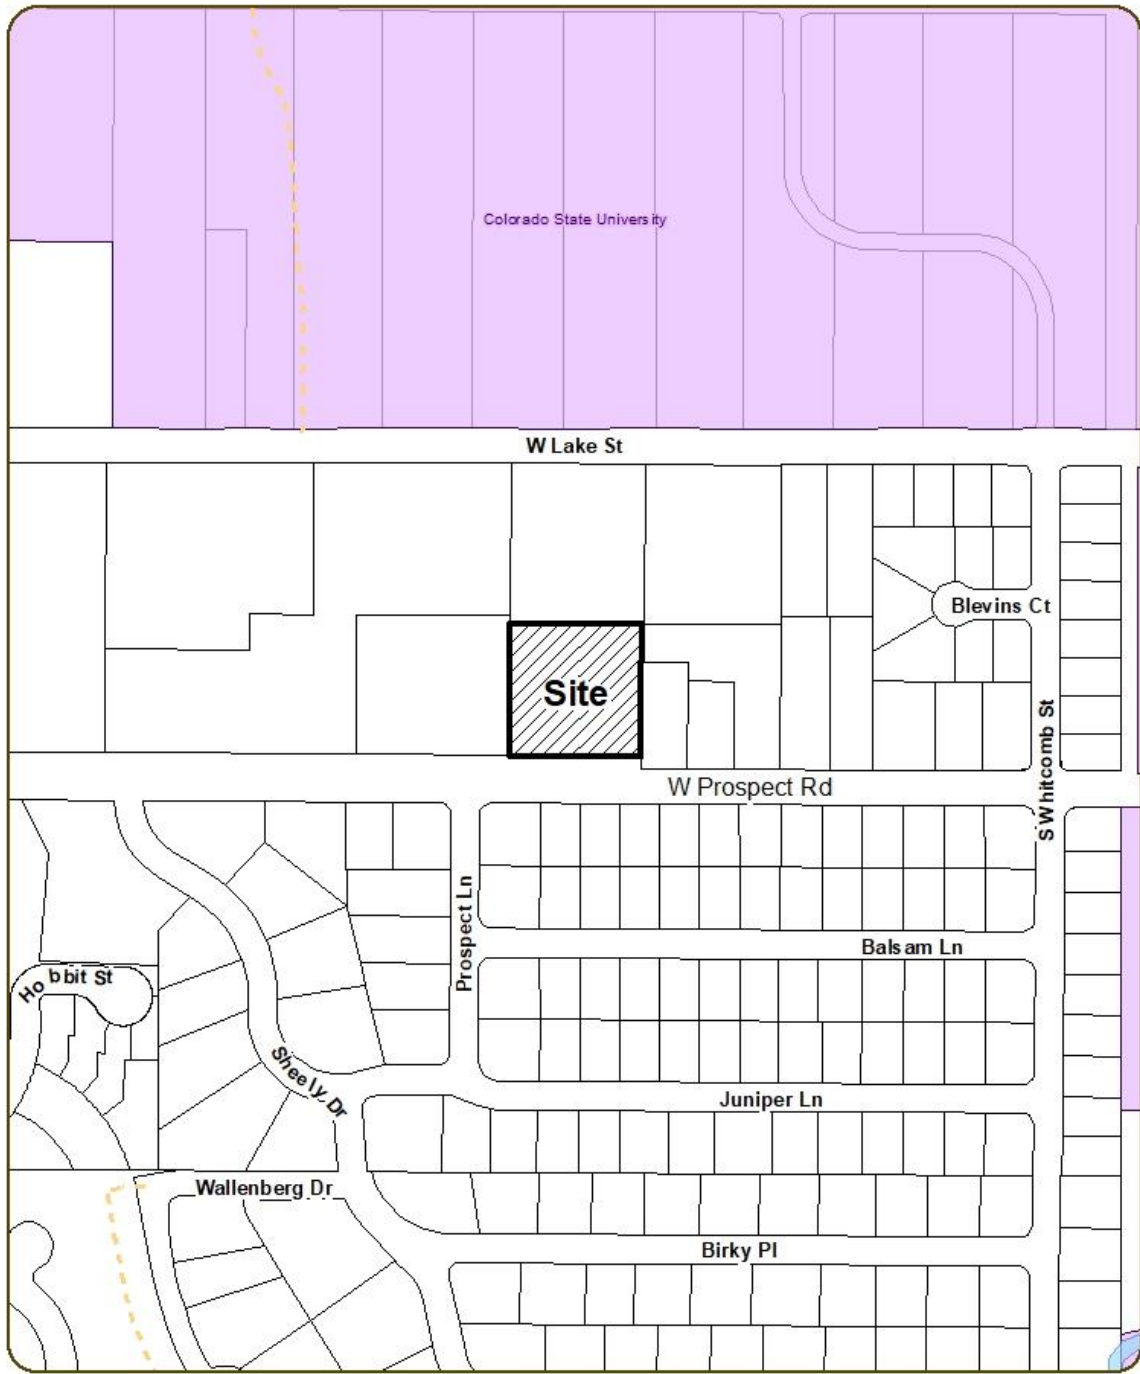 Colorado State University
W Lake St
Blevins Ct
Site
S Whitcomb St
W Prospect Rd
Prospect Ln
Balsam Ln
Hobbit St
Sheely Dr
Juniper Ln
Wallenberg Dr
Birky Pl